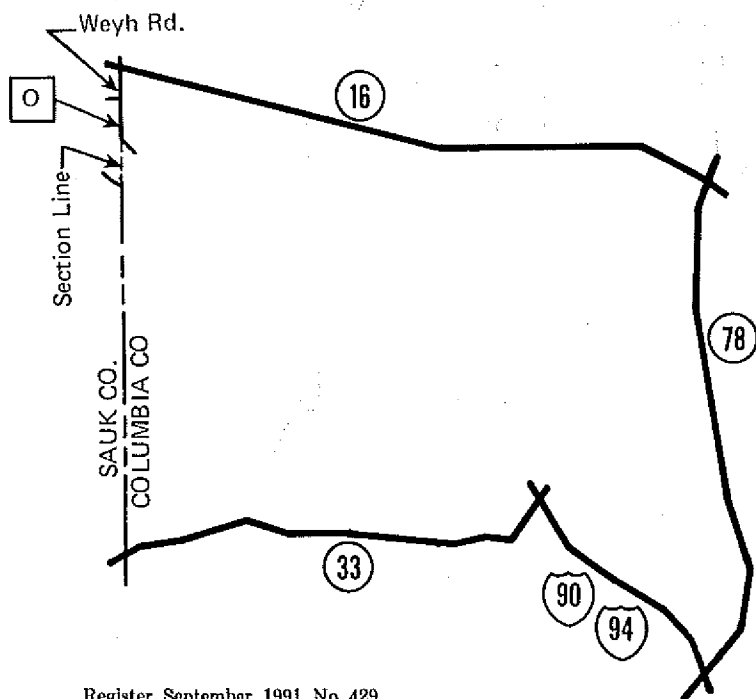 Weyh Rd.
O
16
Section Line
78
SAUK CO.
COLUMBIA CO
33
90
94
Register, September, 1991, No. 429